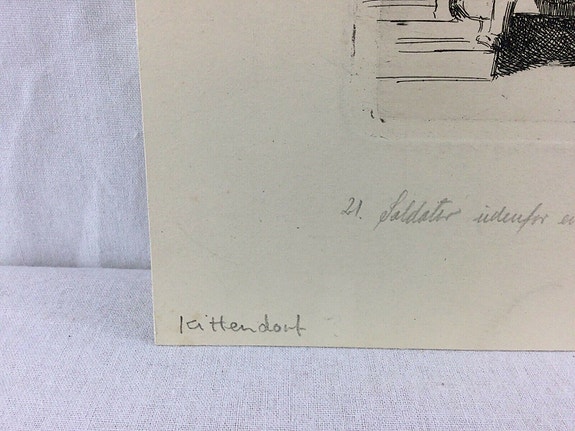 21. Soldater udenfor
Kittendorf